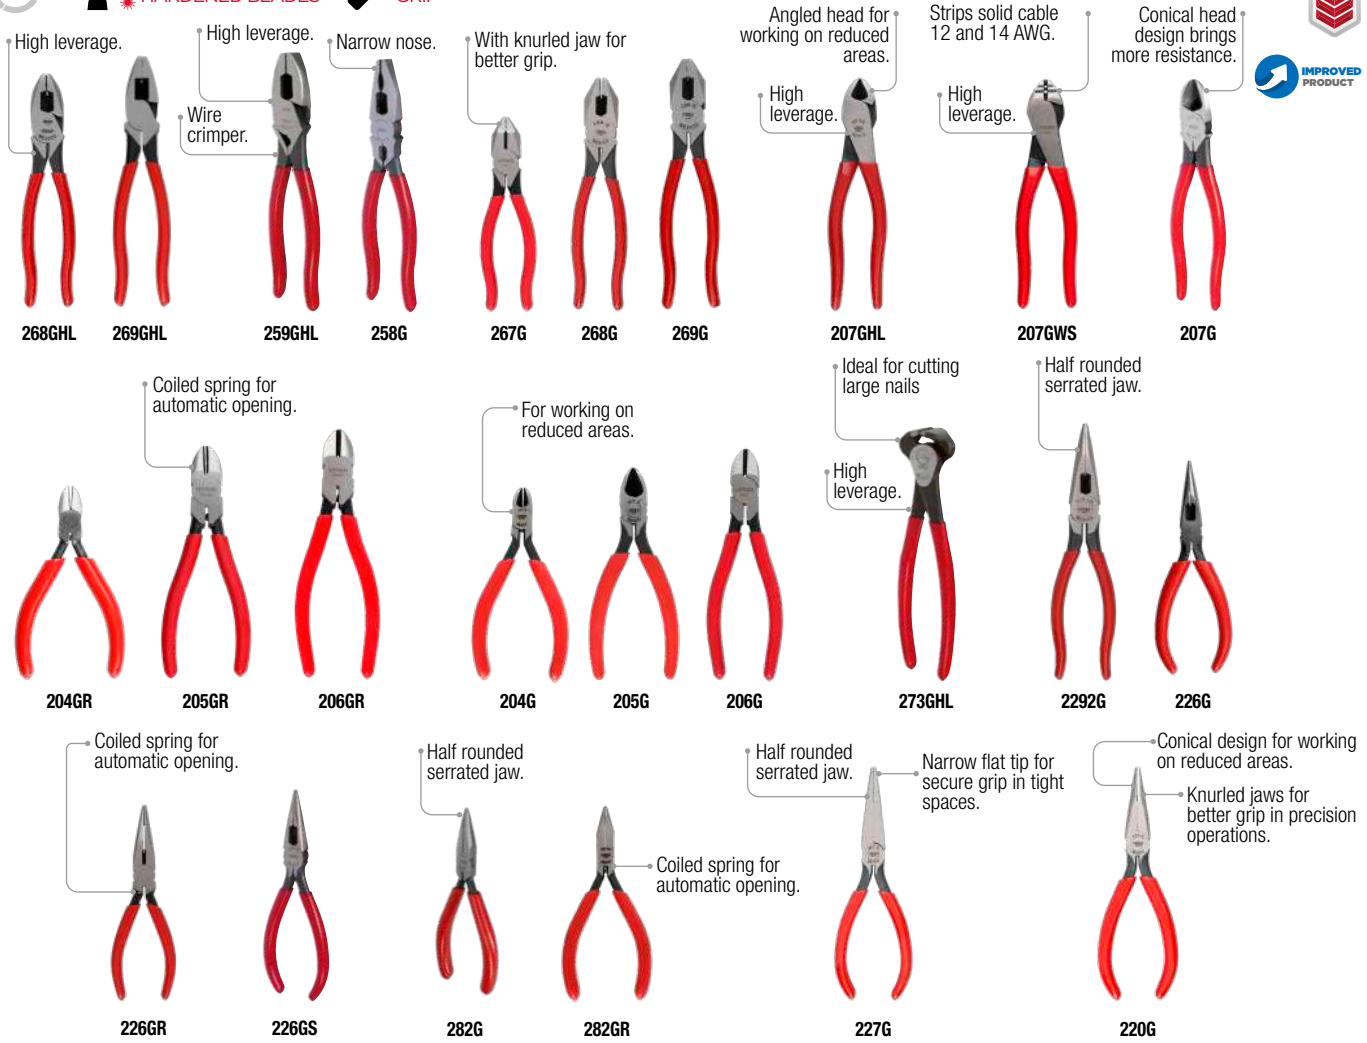 HARDENED BLADES
GRIP
High leverage.
High leverage.
Wire
crimper.
Narrow nose.
With knurled jaw for
better grip.
Angled head for
working on reduced
areas.
High
leverage.
Strips solid cable
12 and 14 AWG.
High
leverage.
Conical head
design brings
more resistance.
IMPROVED
PRODUCT
268GHL
269GHL
259GHL
258G
267G
268G
269G
207GHL
207GWS
207G
Coiled spring for
automatic opening.
For working on
reduced areas.
Ideal for cutting
large nails
High
leverage.
Half rounded
serrated jaw.
204GR
205GR
206GR
204G
205G
206G
273GHL
2292G
226G
Coiled spring for
automatic opening.
Half rounded
serrated jaw.
Coiled spring for
automatic opening.
Half rounded
serrated jaw.
Narrow flat tip for
secure grip in tight
spaces.
Conical design for working
on reduced areas.
Knurled jaws for
better grip in precision
operations.
226GR
226GS
282G
282GR
227G
220G